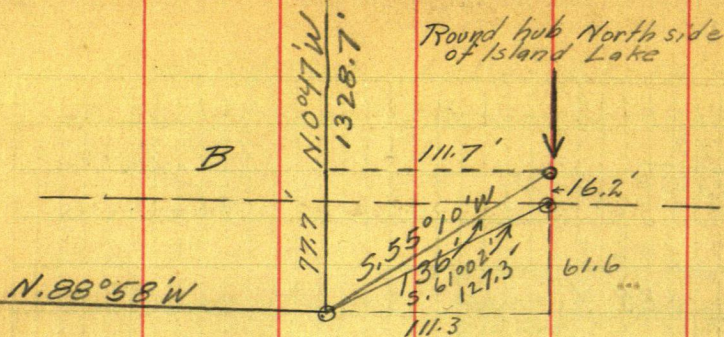 Round hub North side
of Island Lake
N.0°47'W
1328.7'
111.7'
B
16.2'
77.7'
S.55°10'W
136'
S.61°02'
127.3'
61.6
N.88°58'W
111.3